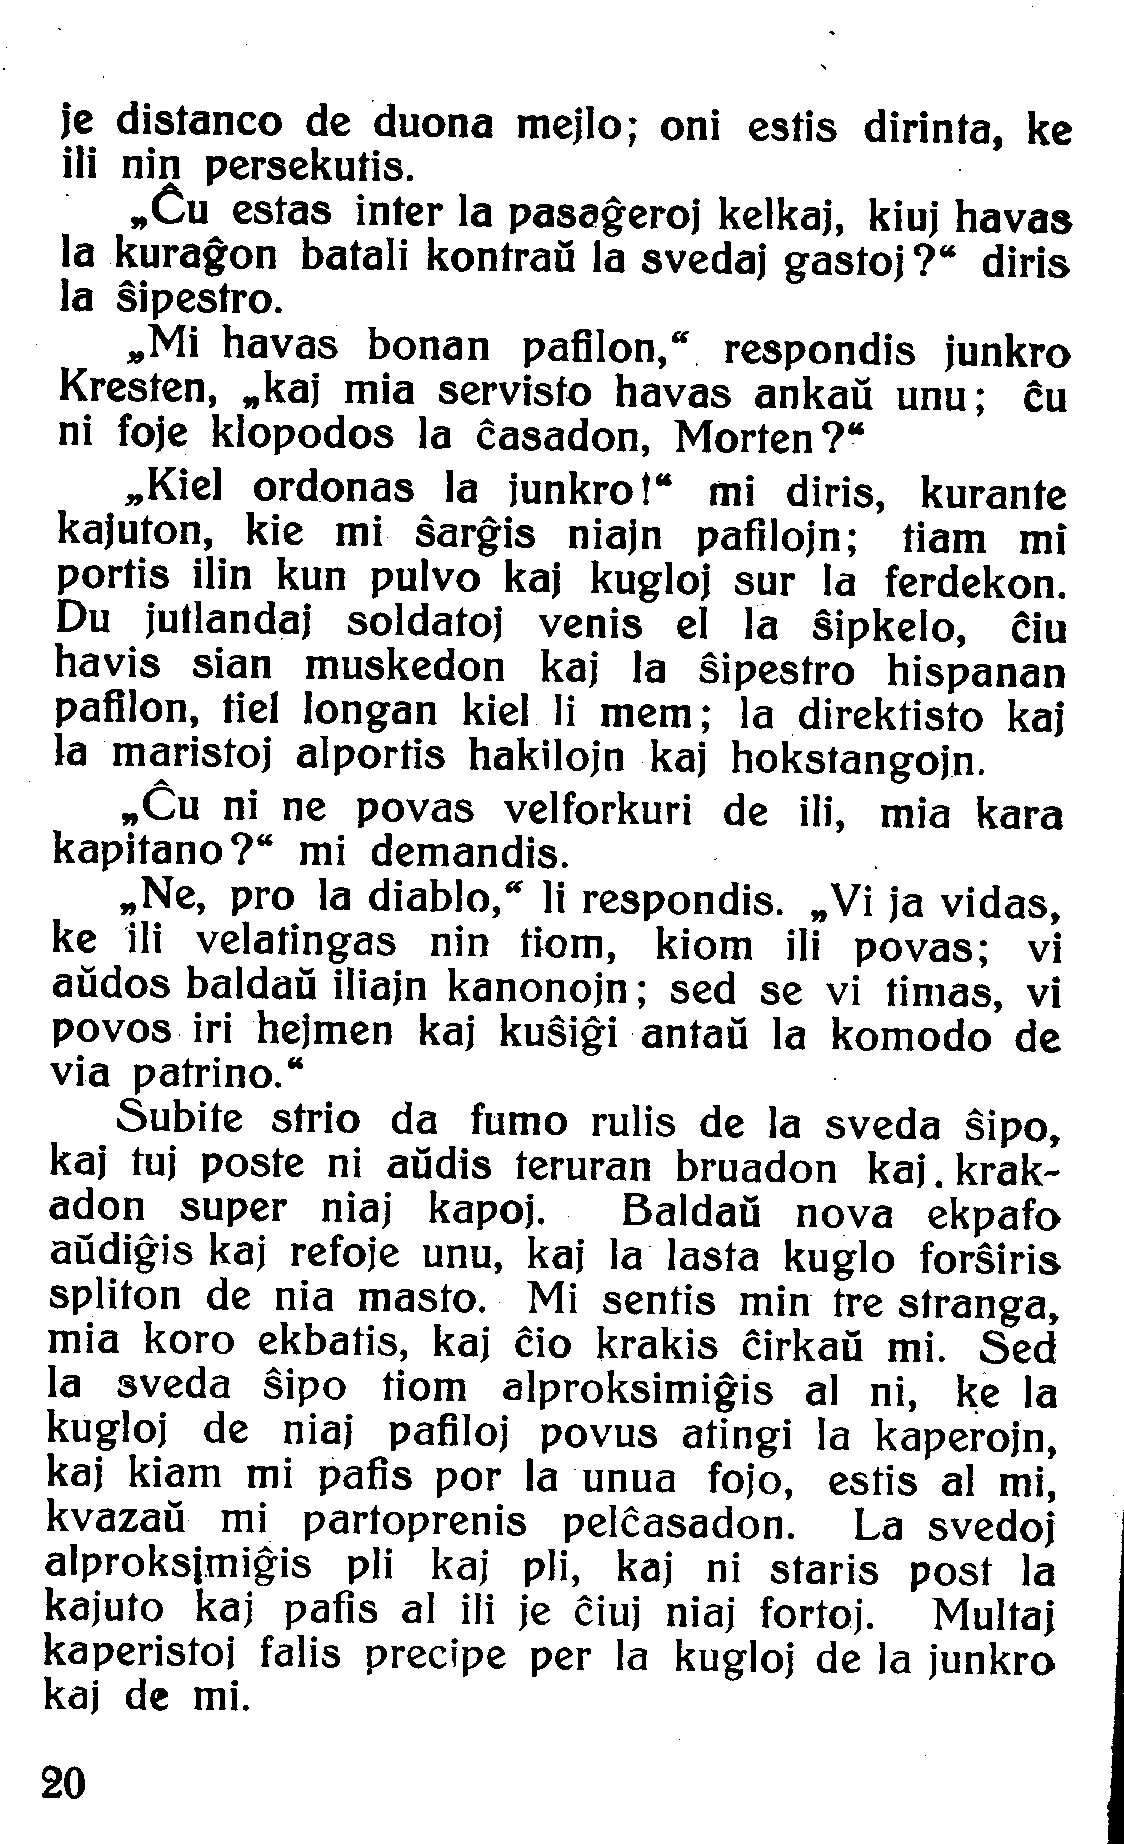 je distanco de duona mejlo; oni estis dirinta, ke
ili nin persekutis.
„Ĉu estas inter la pasaĝeroj kelkaj, kiuj havas
la kuraĝon batali kontraŭ la svedaj gastoj?“ diris
la ŝipestro.
„Mi havas bonan pafilon,“ respondis junkro
Kresten, „kaj mia servisto havas ankaŭ unu; ĉu
ni foje klopodos la ĉasadon, Morten?“
„Kiel ordonas la junkro!“ mi diris, kurante
kajuton, kie mi ŝarĝis niajn pafilojn; tiam mi
portis ilin kun pulvo kaj kugloj sur la ferdekon.
Du jutlandaj soldatoj venis el la ŝipkelo, ĉiu
havis sian muskedon kaj la ŝipestro hispanan
pafilon, tiel longan kiel li mem; la direktisto kaj
la maristoj alportis hakilojn kaj hokstangojn.
„Ĉu ni ne povas velforkuri de ili, mia kara
kapitano?“ mi demandis.
„Ne, pro la diablo,“ li respondis. „Vi ja vidas,
ke ili velatingas nin tiom, kiom ili povas; vi
aŭdos baldaŭ iliajn kanonojn; sed se vi timas, vi
povos iri hejmen kaj kuŝiĝi antaŭ la komodo de
via patrino.“
Subite strio da fumo rulis de la sveda ŝipo,
kaj tuj poste ni aŭdis teruran bruadon kaj krak-
adon super niaj kapoj. Baldaŭ nova ekpafo
aŭdiĝis kaj refoje unu, kaj la lasta kuglo forŝiris
spliton de nia masto. Mi sentis min tre stranga,
mia koro ekbatis, kaj ĉio krakis ĉirkaŭ mi. Sed
la sveda ŝipo tiom alproksimiĝis al ni, ke la
kugloj de niaj pafiloj povus atingi la kaperojn,
kaj kiam mi pafis por la unua fojo, estis al mi,
kvazaŭ mi partoprenis pelĉasadon. La svedoj
alproksimiĝis pli kaj pli, kaj ni staris post la
kajuto kaj pafis al ili je ĉiuj niaj fortoj. Multaj
kaperistoj falis precipe per la kugloj de la junkro
kaj de mi.
20